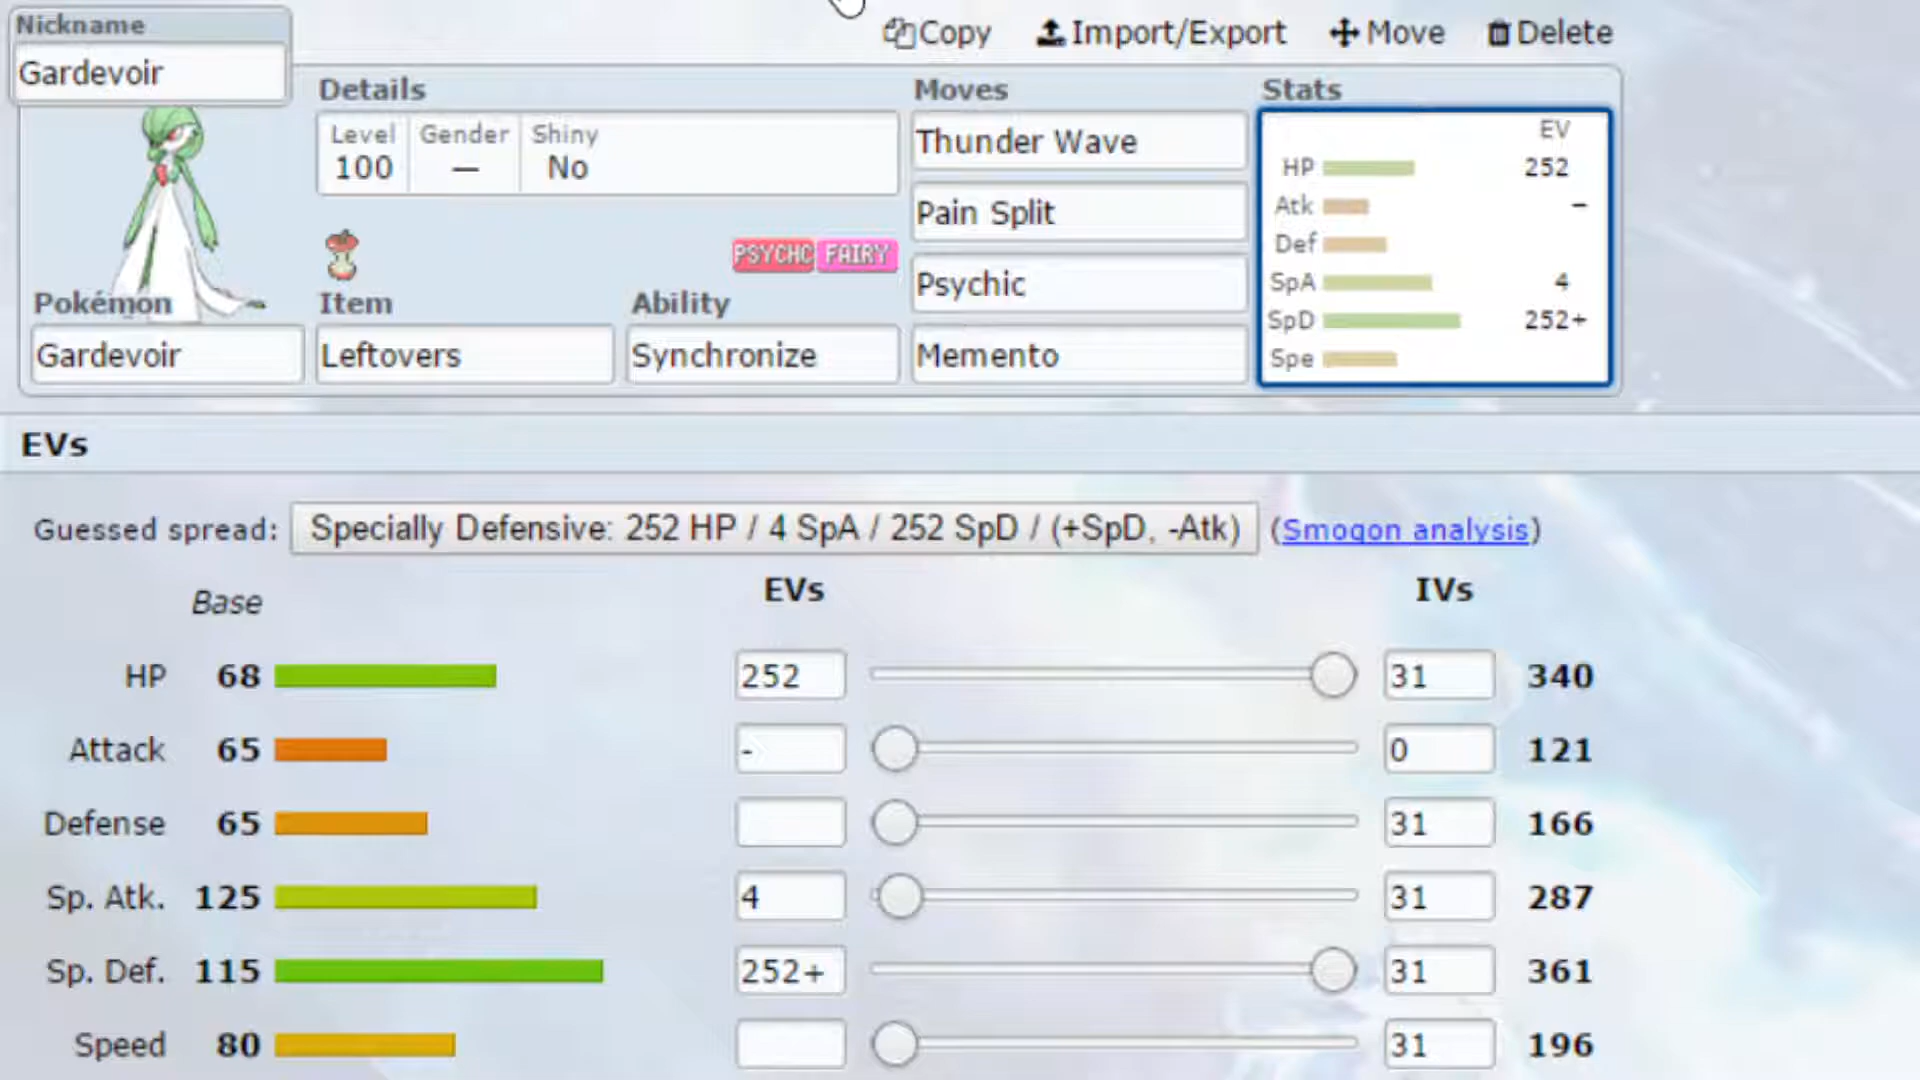 Nickname
Gardevoir
Copy Import/Export Move Delete
Details Moves Stats
Level Gender Shiny
100 — No
Thunder Wave
Pain Split
Psychic
Memento
EV
HP 252
Atk -
Def
SpA 4
SpD 252+
Spe
PSYCHC FAIRY
Pokémon Item Ability
Gardevoir Leftovers Synchronize
EVs
Guessed spread: Specially Defensive: 252 HP / 4 SpA / 252 SpD / (+SpD, -Atk) (Smogon analysis)
Base EVs IVs
HP 68 252 31 340
Attack 65 - 0 121
Defense 65 31 166
Sp. Atk. 125 4 31 287
Sp. Def. 115 252+ 31 361
Speed 80 31 196